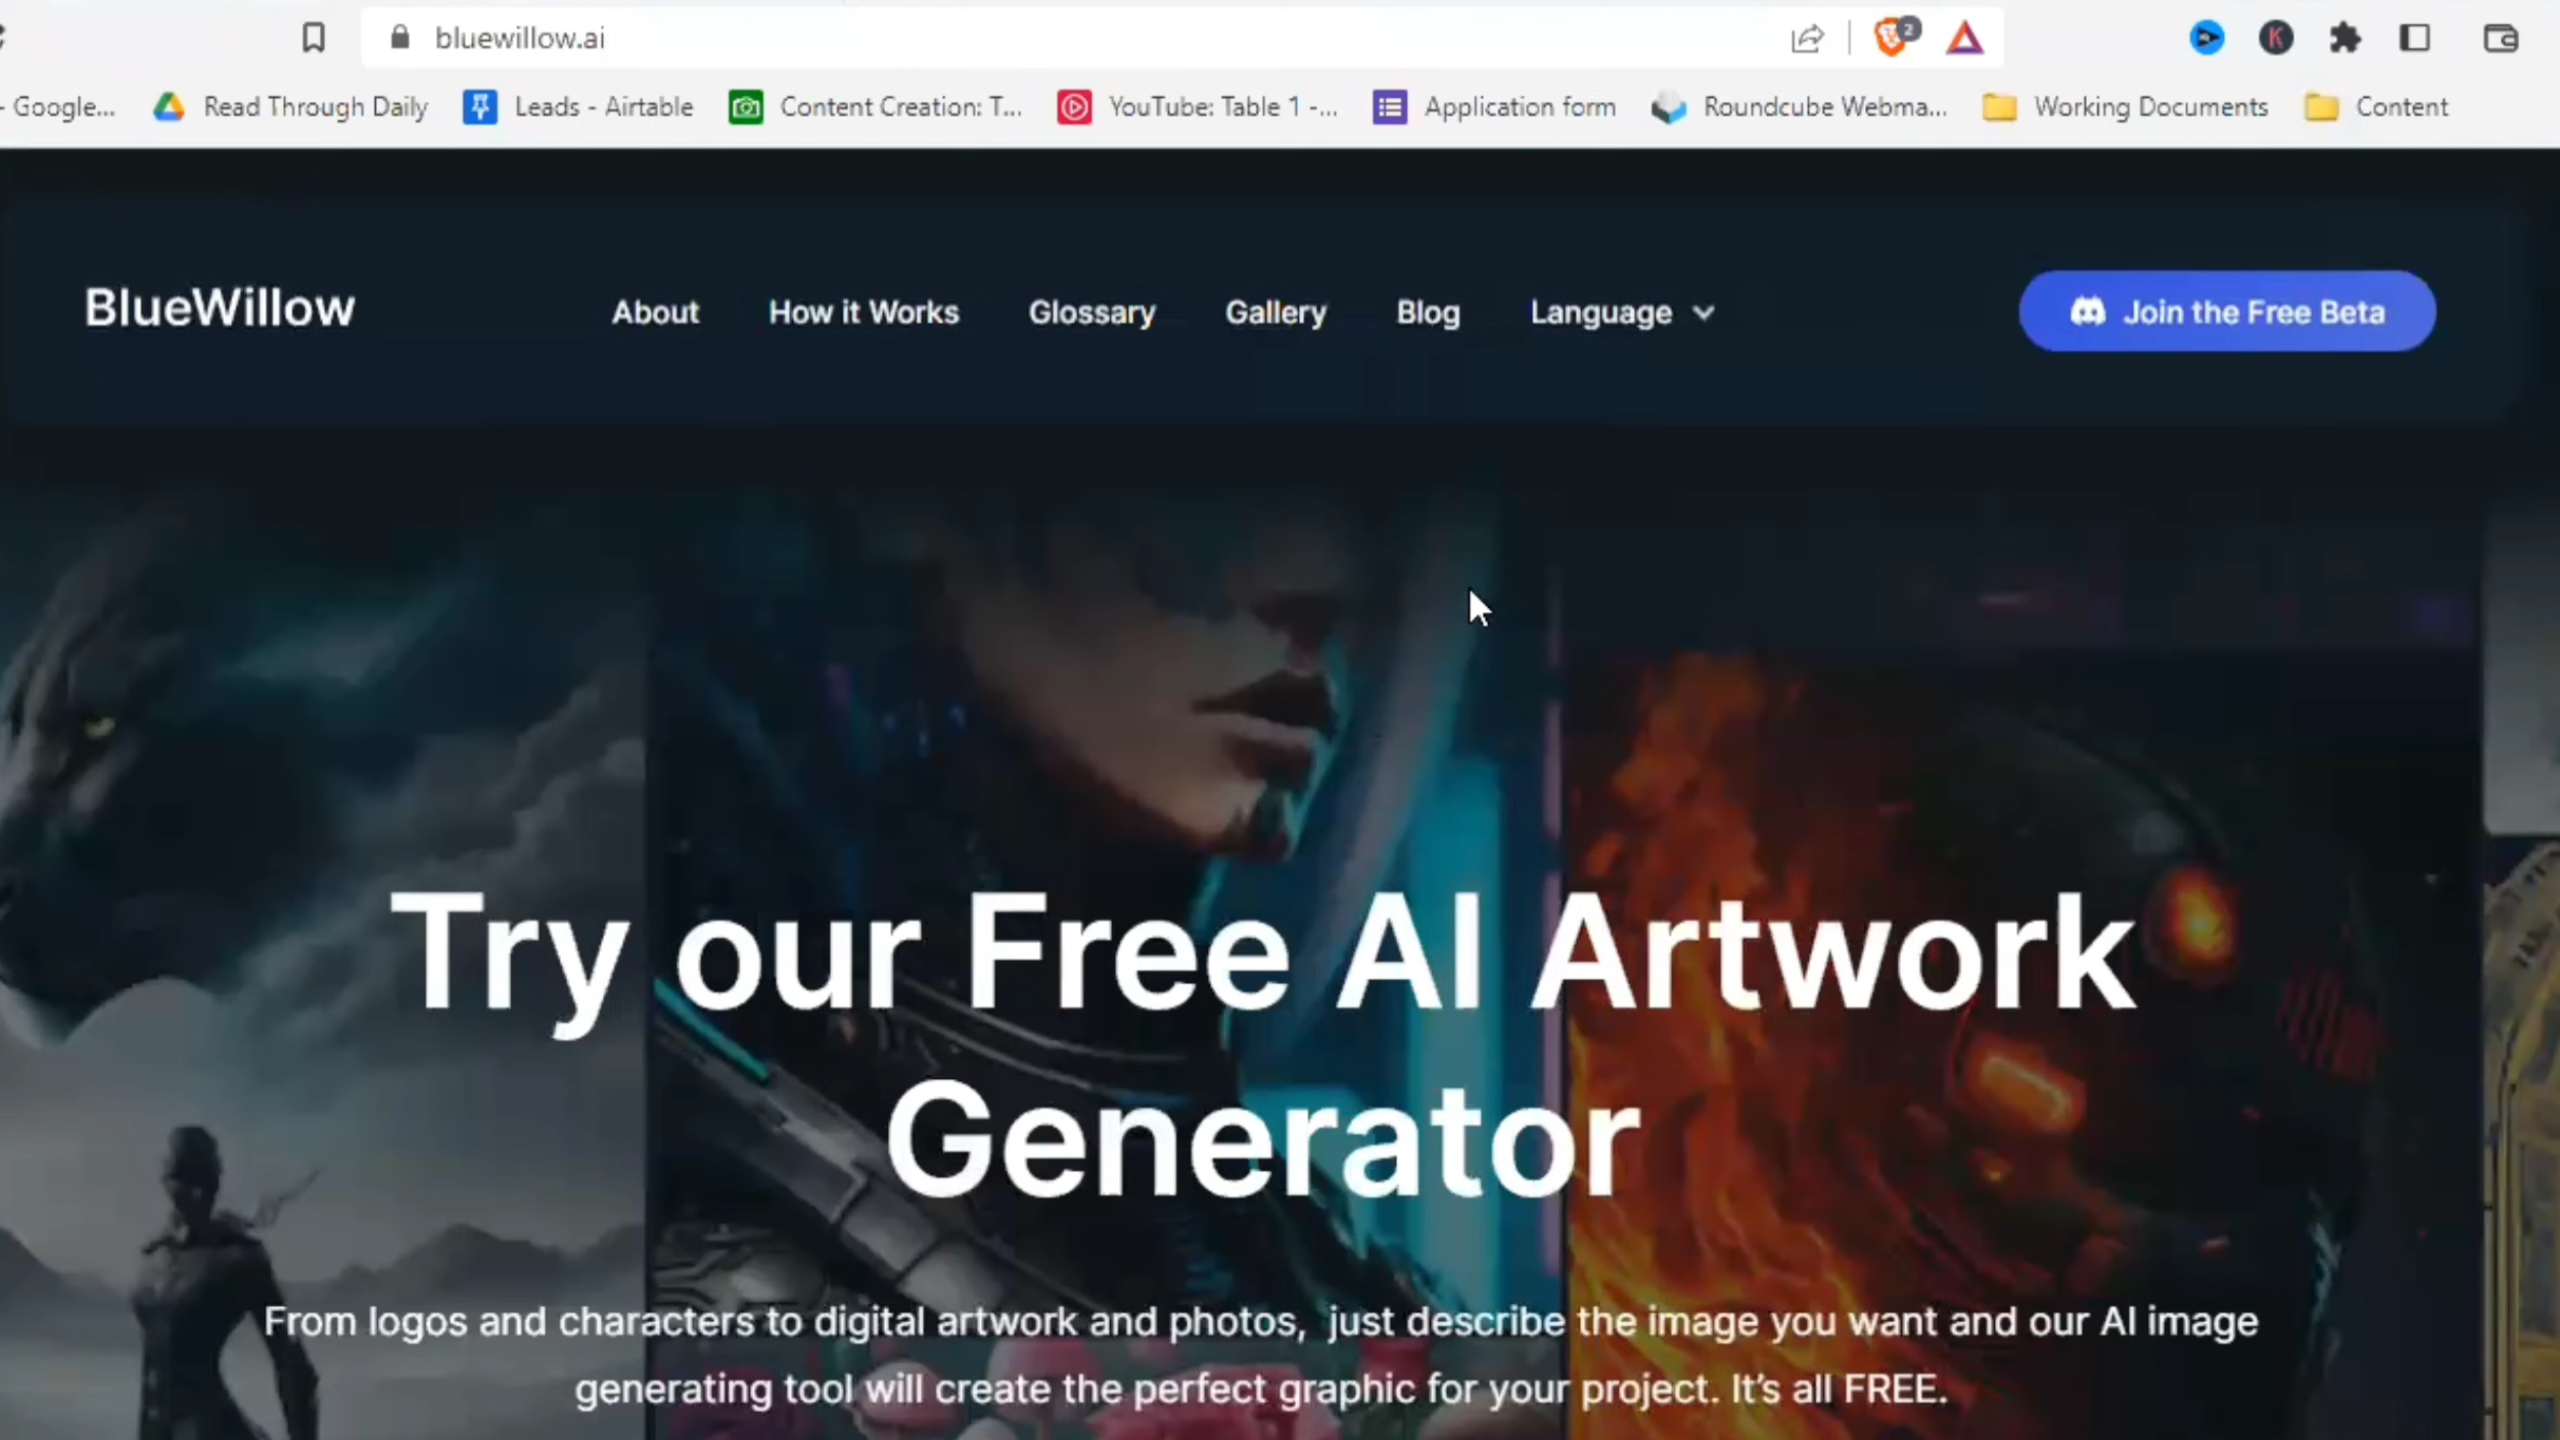 bluewillow.ai
2
K
- Google... Read Through Daily Leads - Airtable Content Creation: T... YouTube: Table 1 -... Application form Roundcube Webma... Working Documents Content
BlueWillow About How it Works Glossary Gallery Blog Language Join the Free Beta
Try our Free AI Artwork
Generator
From logos and characters to digital artwork and photos, just describe the image you want and our AI image
generating tool will create the perfect graphic for your project. It's all FREE.